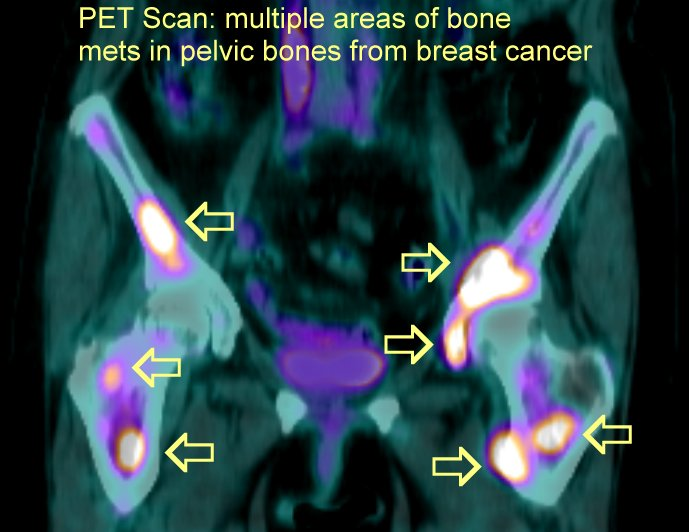 PET Scan: multiple areas of bone
mets in pelvic bones from breast cancer